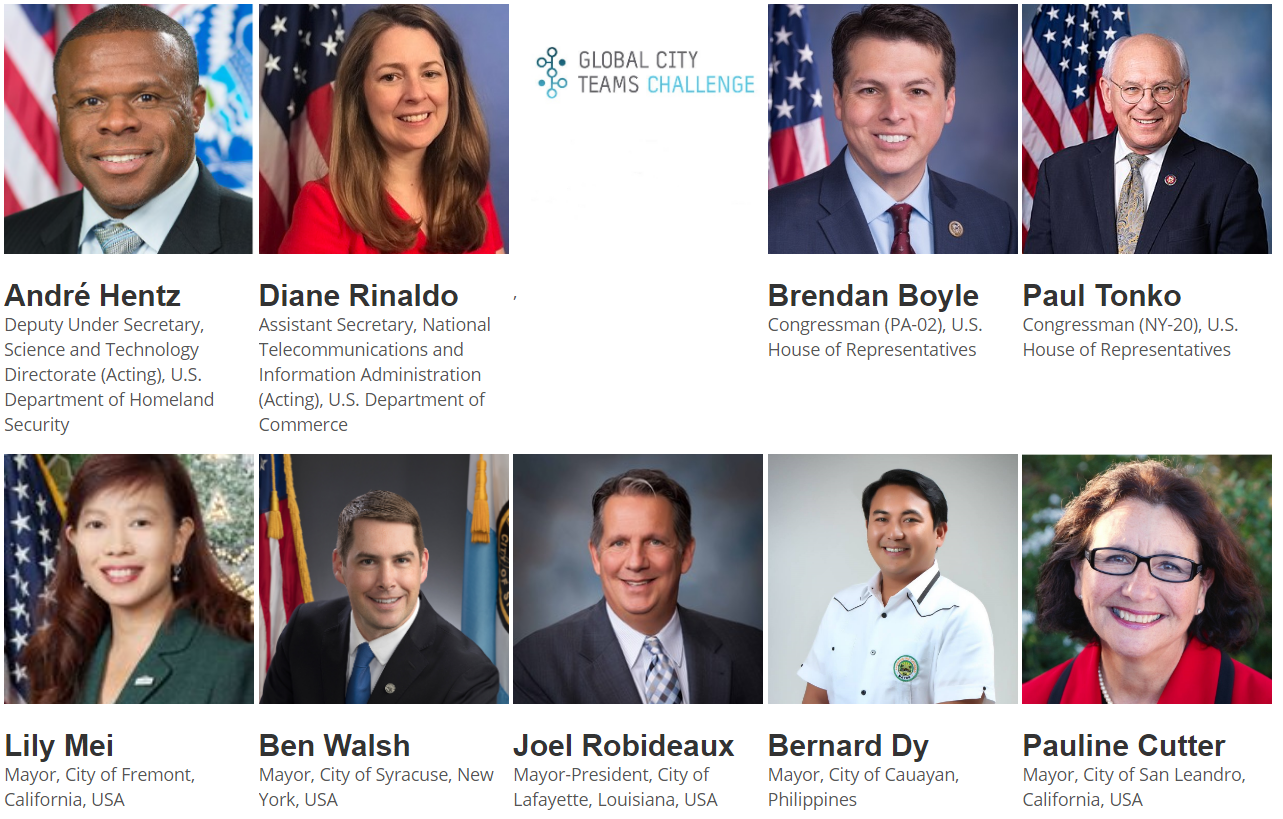 GLOBAL CITY
TEAMS CHALLENGE
André Hentz
Deputy Under Secretary,
Science and Technology
Directorate (Acting), U.S.
Department of Homeland
Security
Diane Rinaldo
Assistant Secretary, National
Telecommunications and
Information Administration
(Acting), U.S. Department of
Commerce
,
Brendan Boyle
Congressman (PA-02), U.S.
House of Representatives
Paul Tonko
Congressman (NY-20), U.S.
House of Representatives
Lily Mei
Mayor, City of Fremont,
California, USA
Ben Walsh
Mayor, City of Syracuse, New
York, USA
Joel Robideaux
Mayor-President, City of
Lafayette, Louisiana, USA
Bernard Dy
Mayor, City of Cauayan,
Philippines
Pauline Cutter
Mayor, City of San Leandro,
California, USA